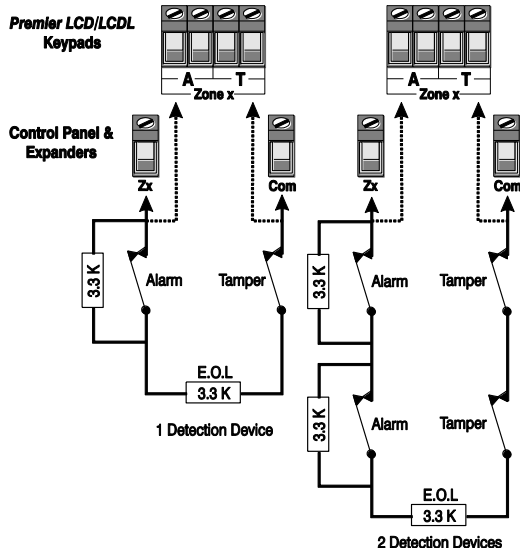 Premier LCD/LCDL
Keypads
A T
Zone x
A T
Zone x
Control Panel &
Expanders
Zx
Com
Zx
Com
3.3 K
Alarm
Tamper
3.3 K
Alarm
Tamper
E.O.L
3.3 K
1 Detection Device
3.3 K
Alarm
Tamper
E.O.L
3.3 K
2 Detection Devices